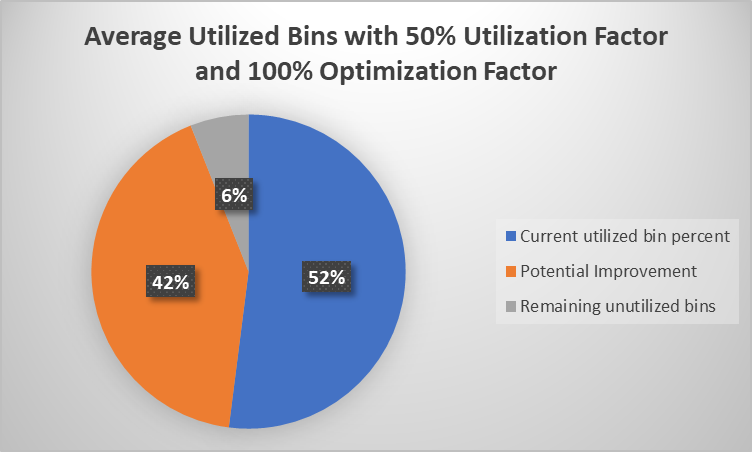 Average Utilized Bins with 50% Utilization Factor
and 100% Optimization Factor
6%
42%
52%
Current utilized bin percent
Potential Improvement
Remaining unutilized bins